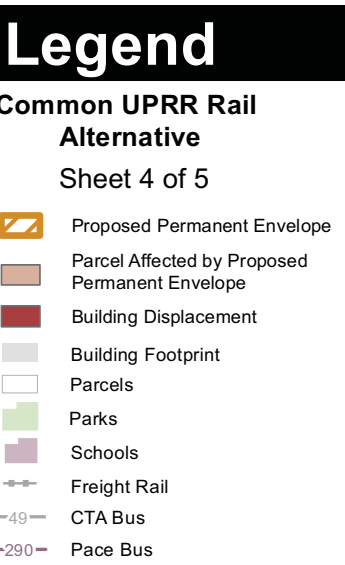 Legend
Common UPRR Rail
Alternative
Sheet 4 of 5
Proposed Permanent Envelope
Parcel Affected by Proposed
Permanent Envelope
Building Displacement
Building Footprint
Parcels
Parks
Schools
Freight Rail
49 CTA Bus
290 Pace Bus